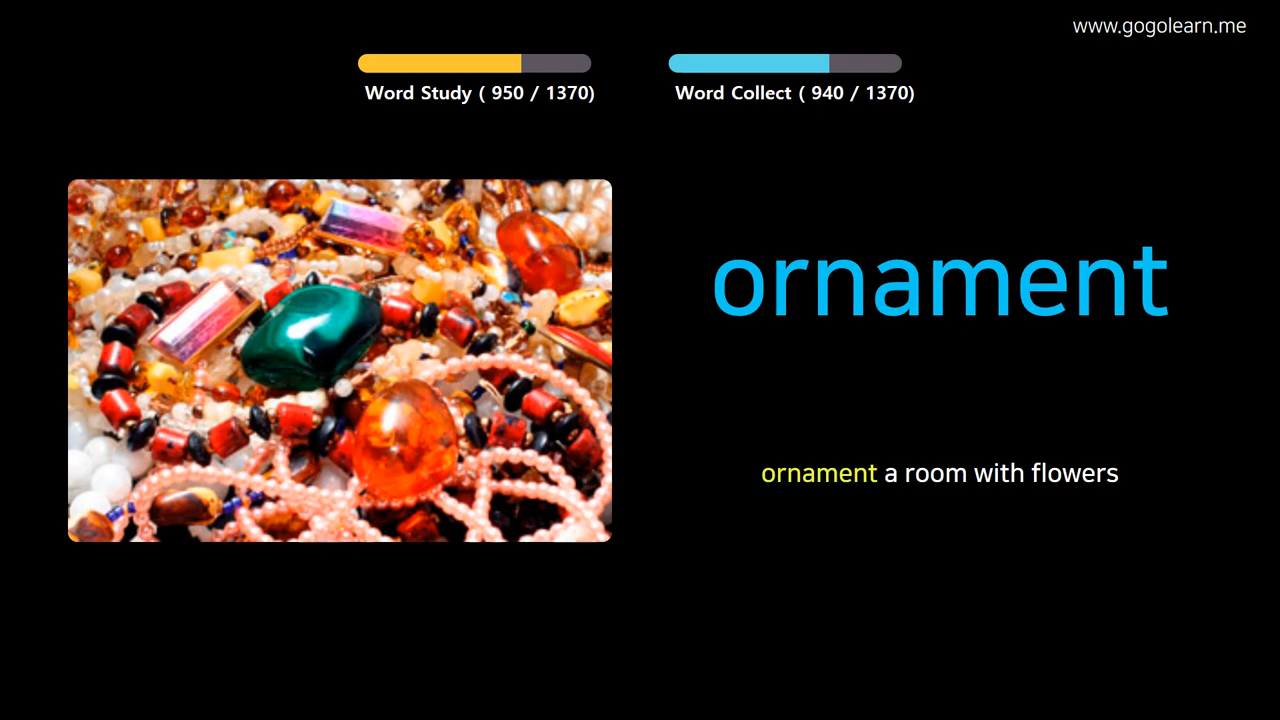 www.gogolearn.me
Word Study ( 950 / 1370)
Word Collect ( 940 / 1370)
ornament
ornament a room with flowers